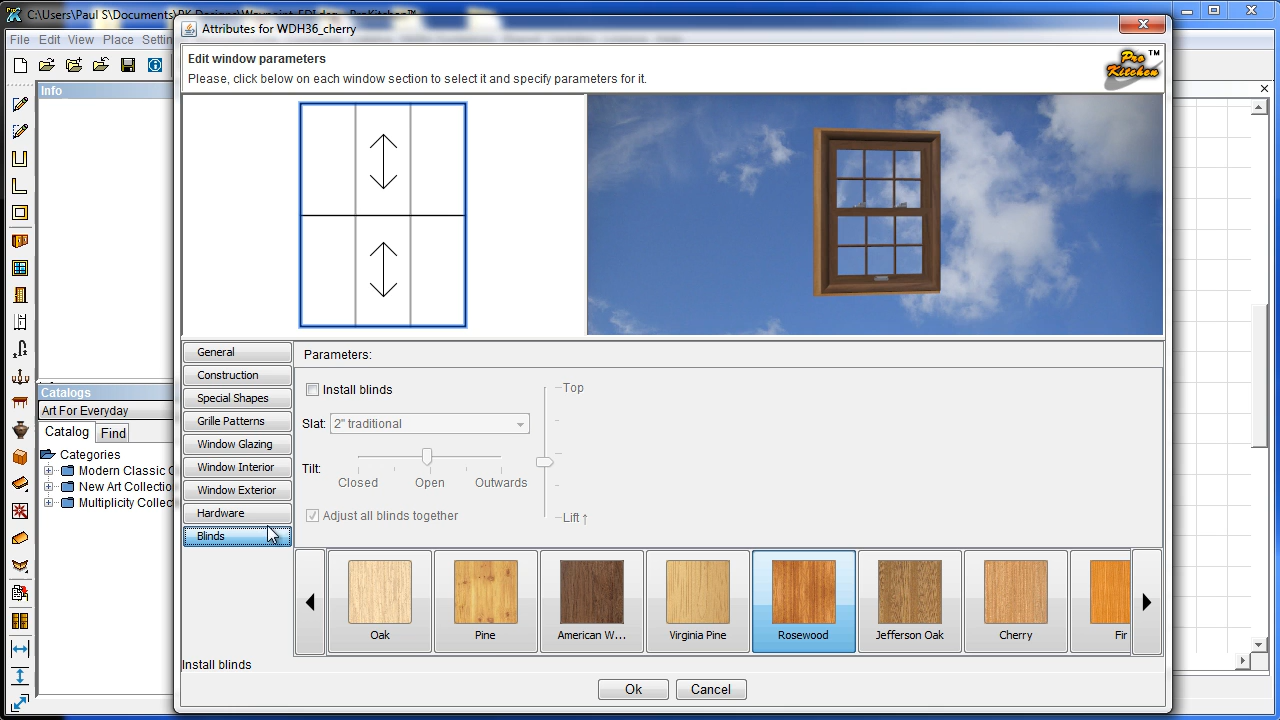 C:\Users\Paul S\Documents\
ProKitchen™
Attributes for WDH36_cherry
File Edit View Place
Edit window parameters
Please, click below on each window section to select it and specify parameters for it.
Pro Kitchen ™
Info
General
Parameters:
Construction
Install blinds
Top
Special Shapes
Catalogs
Art For Everyday
Grille Patterns
Slat:
2" traditional
Catalog
Find
Window Glazing
Categories
Modern Classic C
Window Interior
Tilt:
New Art Collectio
Closed
Open
Outwards
Window Exterior
Multiplicity Collec
Hardware
Adjust all blinds together
Lift ↑
Blinds
Oak
Pine
American W...
Virginia Pine
Rosewood
Jefferson Oak
Cherry
Fir
Install blinds
Ok
Cancel